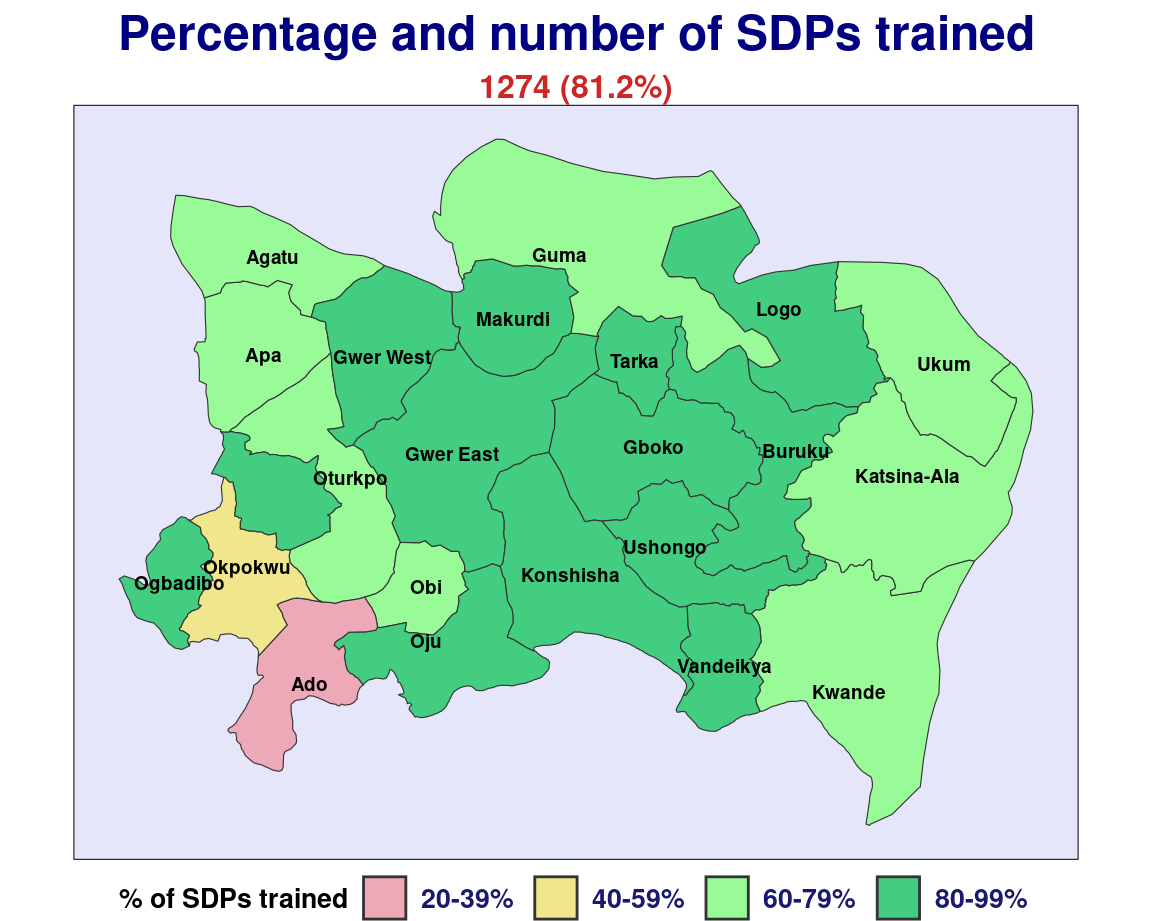 Percentage and number of SDPs trained
1274 (81.2%)
Agatu
Guma
Logo
Makurdi
Apa
Gwer West
Tarka
Ukum
Gwer East
Gboko
Buruku
Oturkpo
Katsina-Ala
Ushongo
Okpokwu
Konshisha
Ogbadibo
Obi
Oju
Vandeikya
Ado
Kwande
% of SDPs trained 20-39% 40-59% 60-79% 80-99%